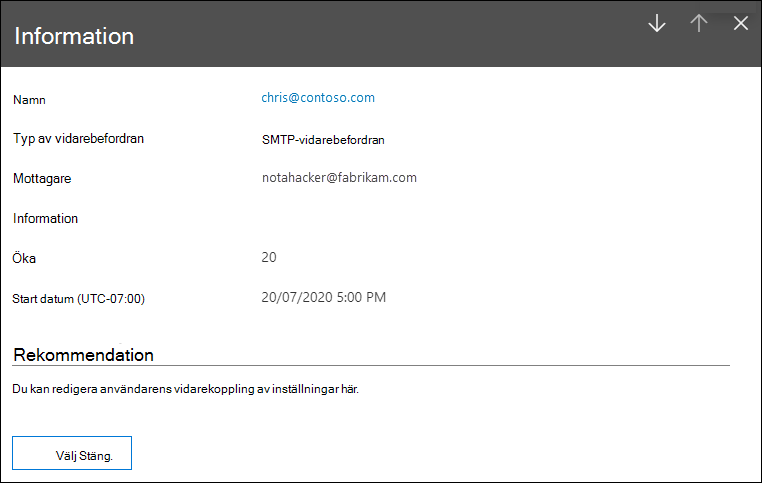 Information
Namn chris@contoso.com
Typ av vidarebefordran SMTP-vidarebefordran
Mottagare notahacker@fabrikam.com
Information
Öka 20
Start datum (UTC-07:00) 20/07/2020 5:00 PM
Rekommendation
Du kan redigera användarens vidarekoppling av inställningar här.
Välj Stäng.